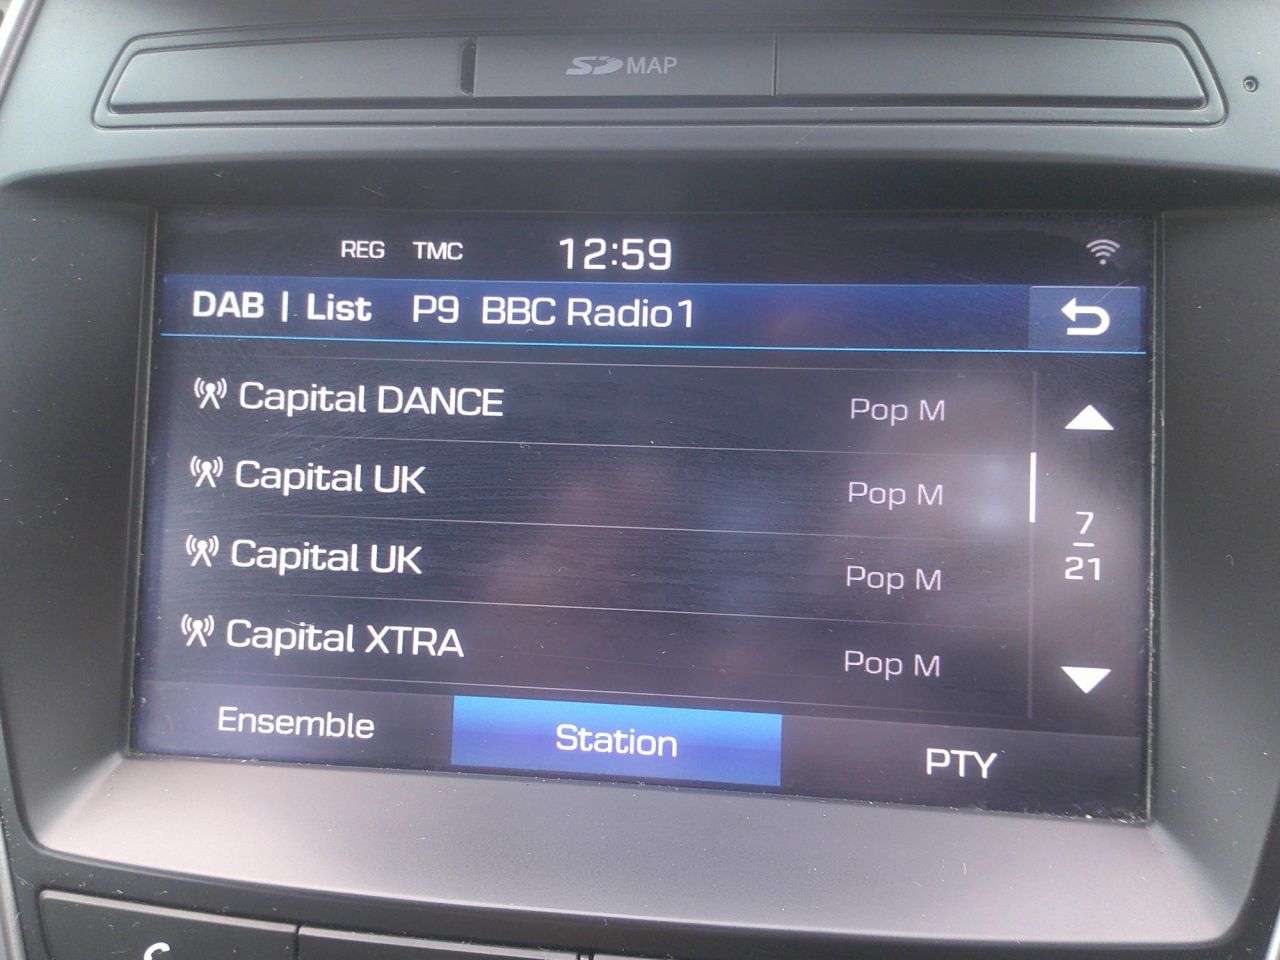 SD MAP
REG TMC 12:59
DAB | List P9 BBC Radio1
Capital DANCE Pop M
Capital UK Pop M
7
21
Capital UK Pop M
Capital XTRA Pop M
Ensemble Station PTY